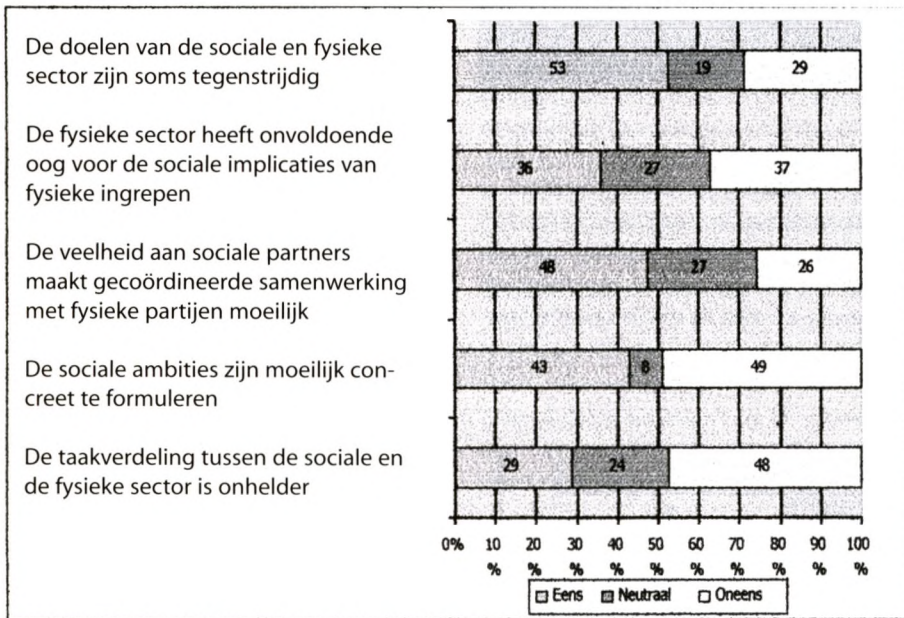 De doelen van de sociale en fysieke
sector zijn soms tegenstrijdig
53 19 29
De fysieke sector heeft onvoldoende
oog voor de sociale implicaties van
fysieke ingrepen
36 27 37
De veelheid aan sociale partners
maakt gecoördineerde samenwerking
met fysieke partijen moeilijk
48 27 26
De sociale ambities zijn moeilijk con-
creet te formuleren
43 8 49
De taakverdeling tussen de sociale en
de fysieke sector is onhelder
29 24 48
0% 10 20 30 40 50 60 70 80 90 100
% % % % % % % % % %
Eens Neutraal Oneens